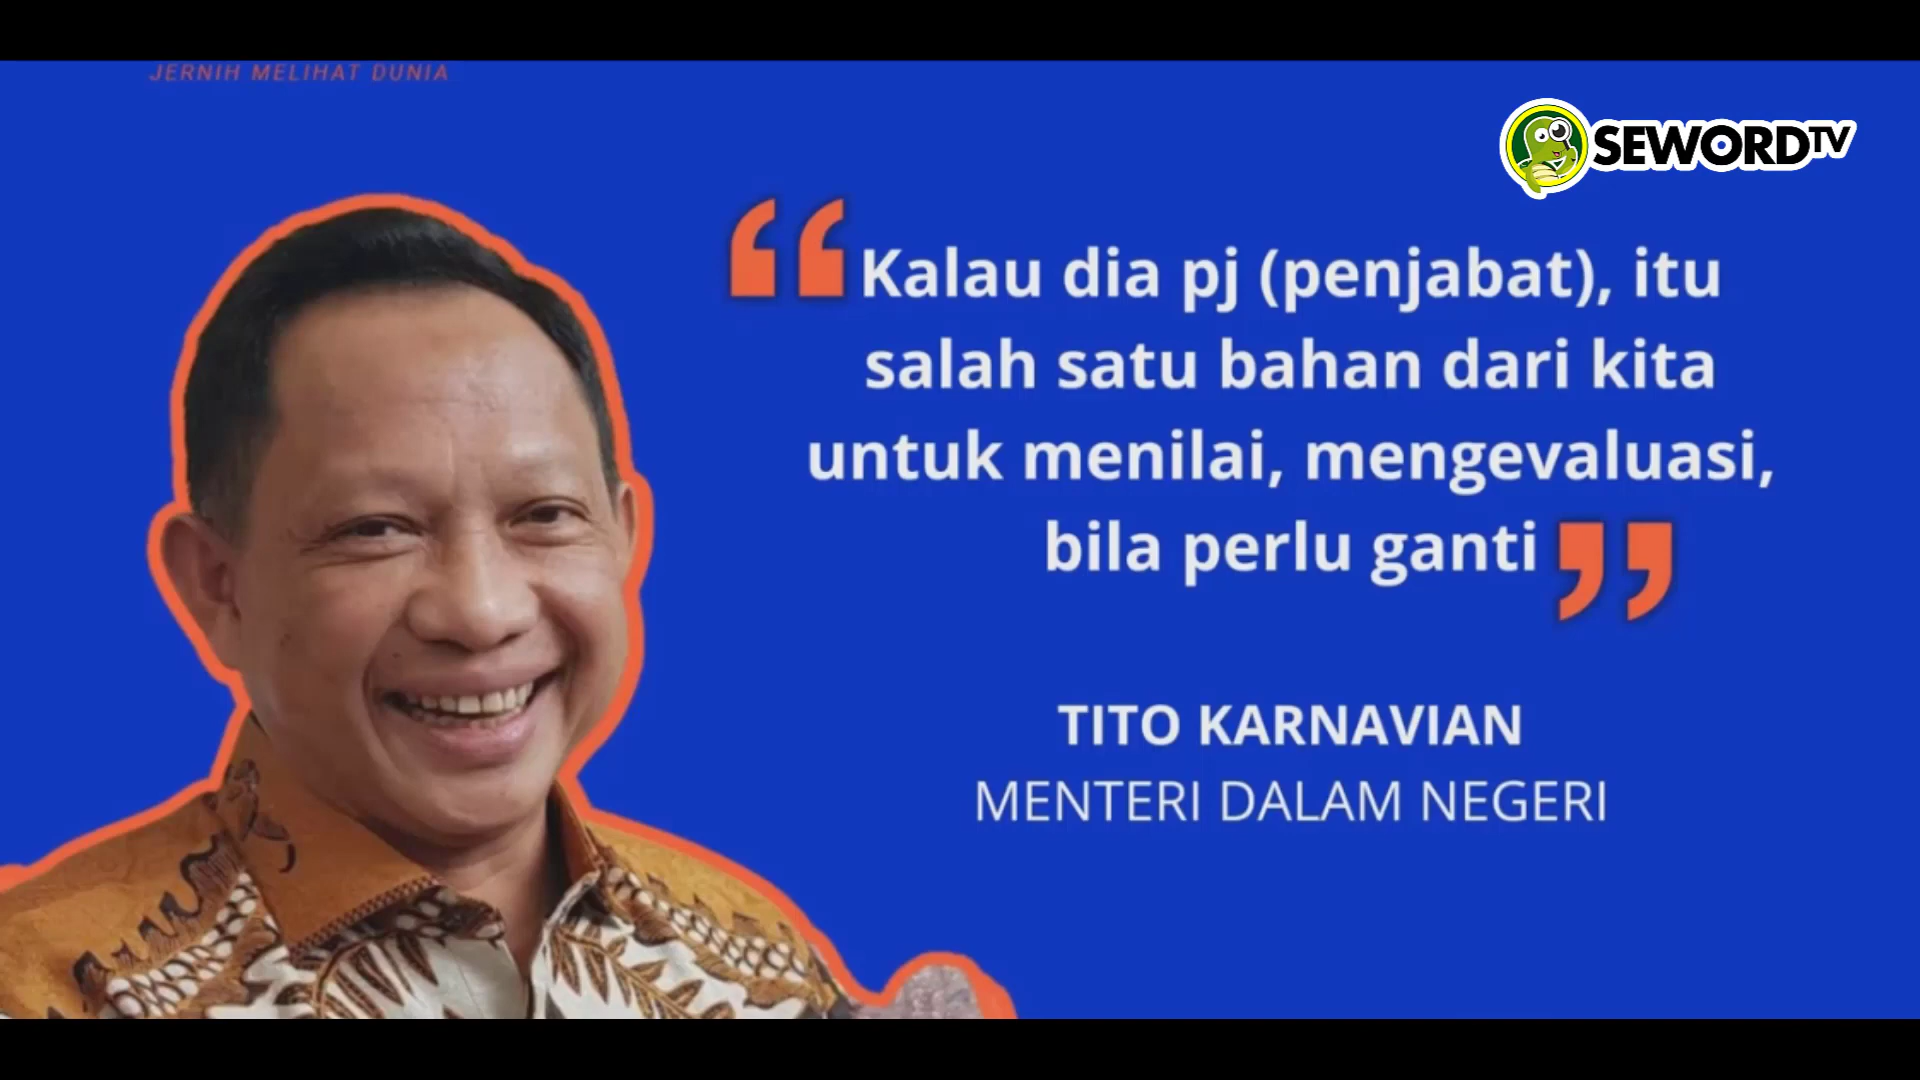 JERNIH MELIHAT DUNIA
SEWORDTV
“Kalau dia pj (penjabat), itu
salah satu bahan dari kita
untuk menilai, mengevaluasi,
bila perlu ganti”
TITO KARNAVIAN
MENTERI DALAM NEGERI